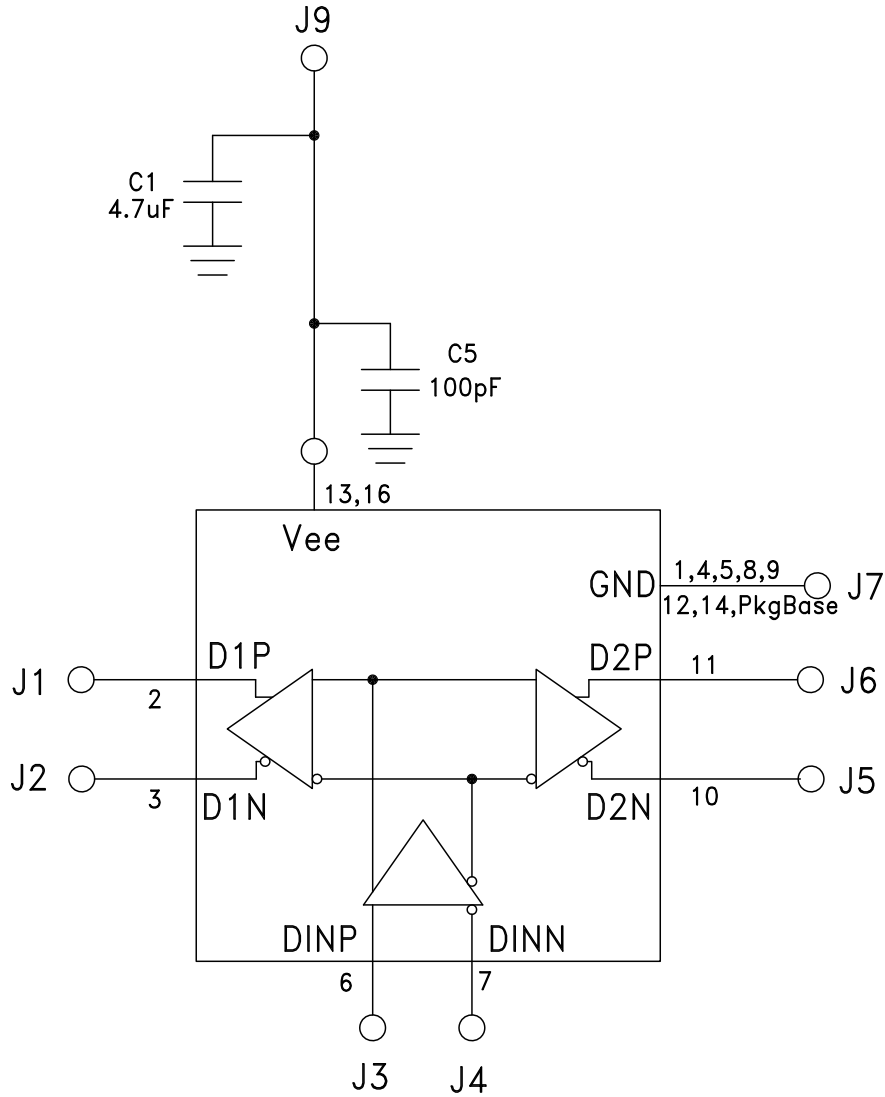 J9
C1
4.7uF
C5
100pF
13,16
Vee
GND
1,4,5,8,9
J7
12,14,PkgBase
D1P
D2P
J1
2
11
J6
J2
3
D1N
D2N
10
J5
DINP
DINN
6
7
J3
J4